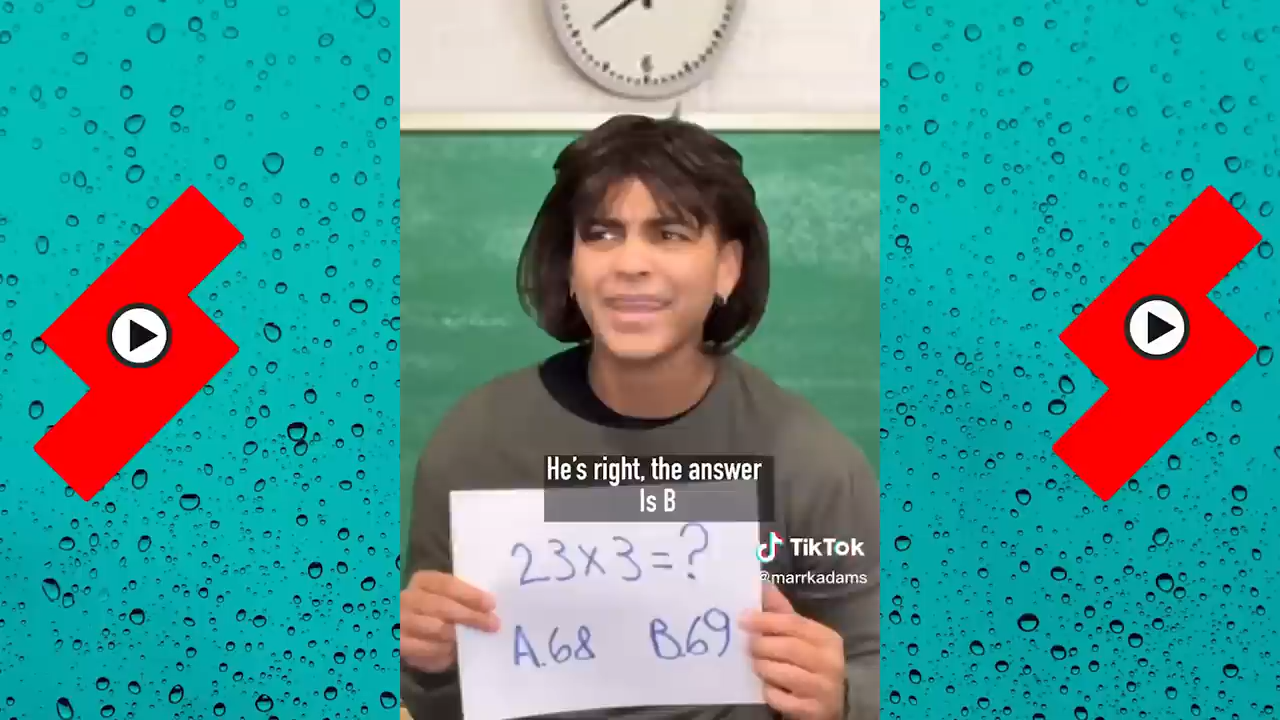 He's right, the answer
Is B
23x3=?
A.68 B.69
TikTok
@marrkadams